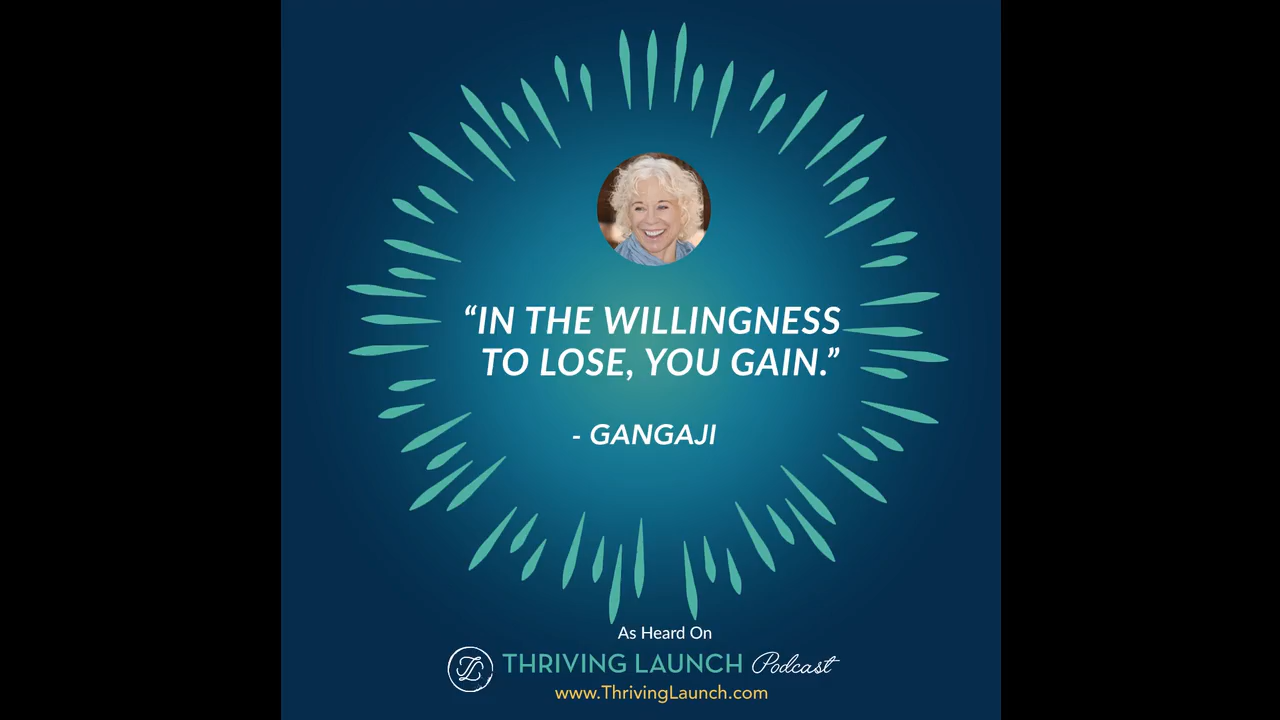 “IN THE WILLINGNESS
TO LOSE, YOU GAIN.”
- GANGAJI
As Heard On
THRIVING LAUNCH Podcast
www.ThrivingLaunch.com